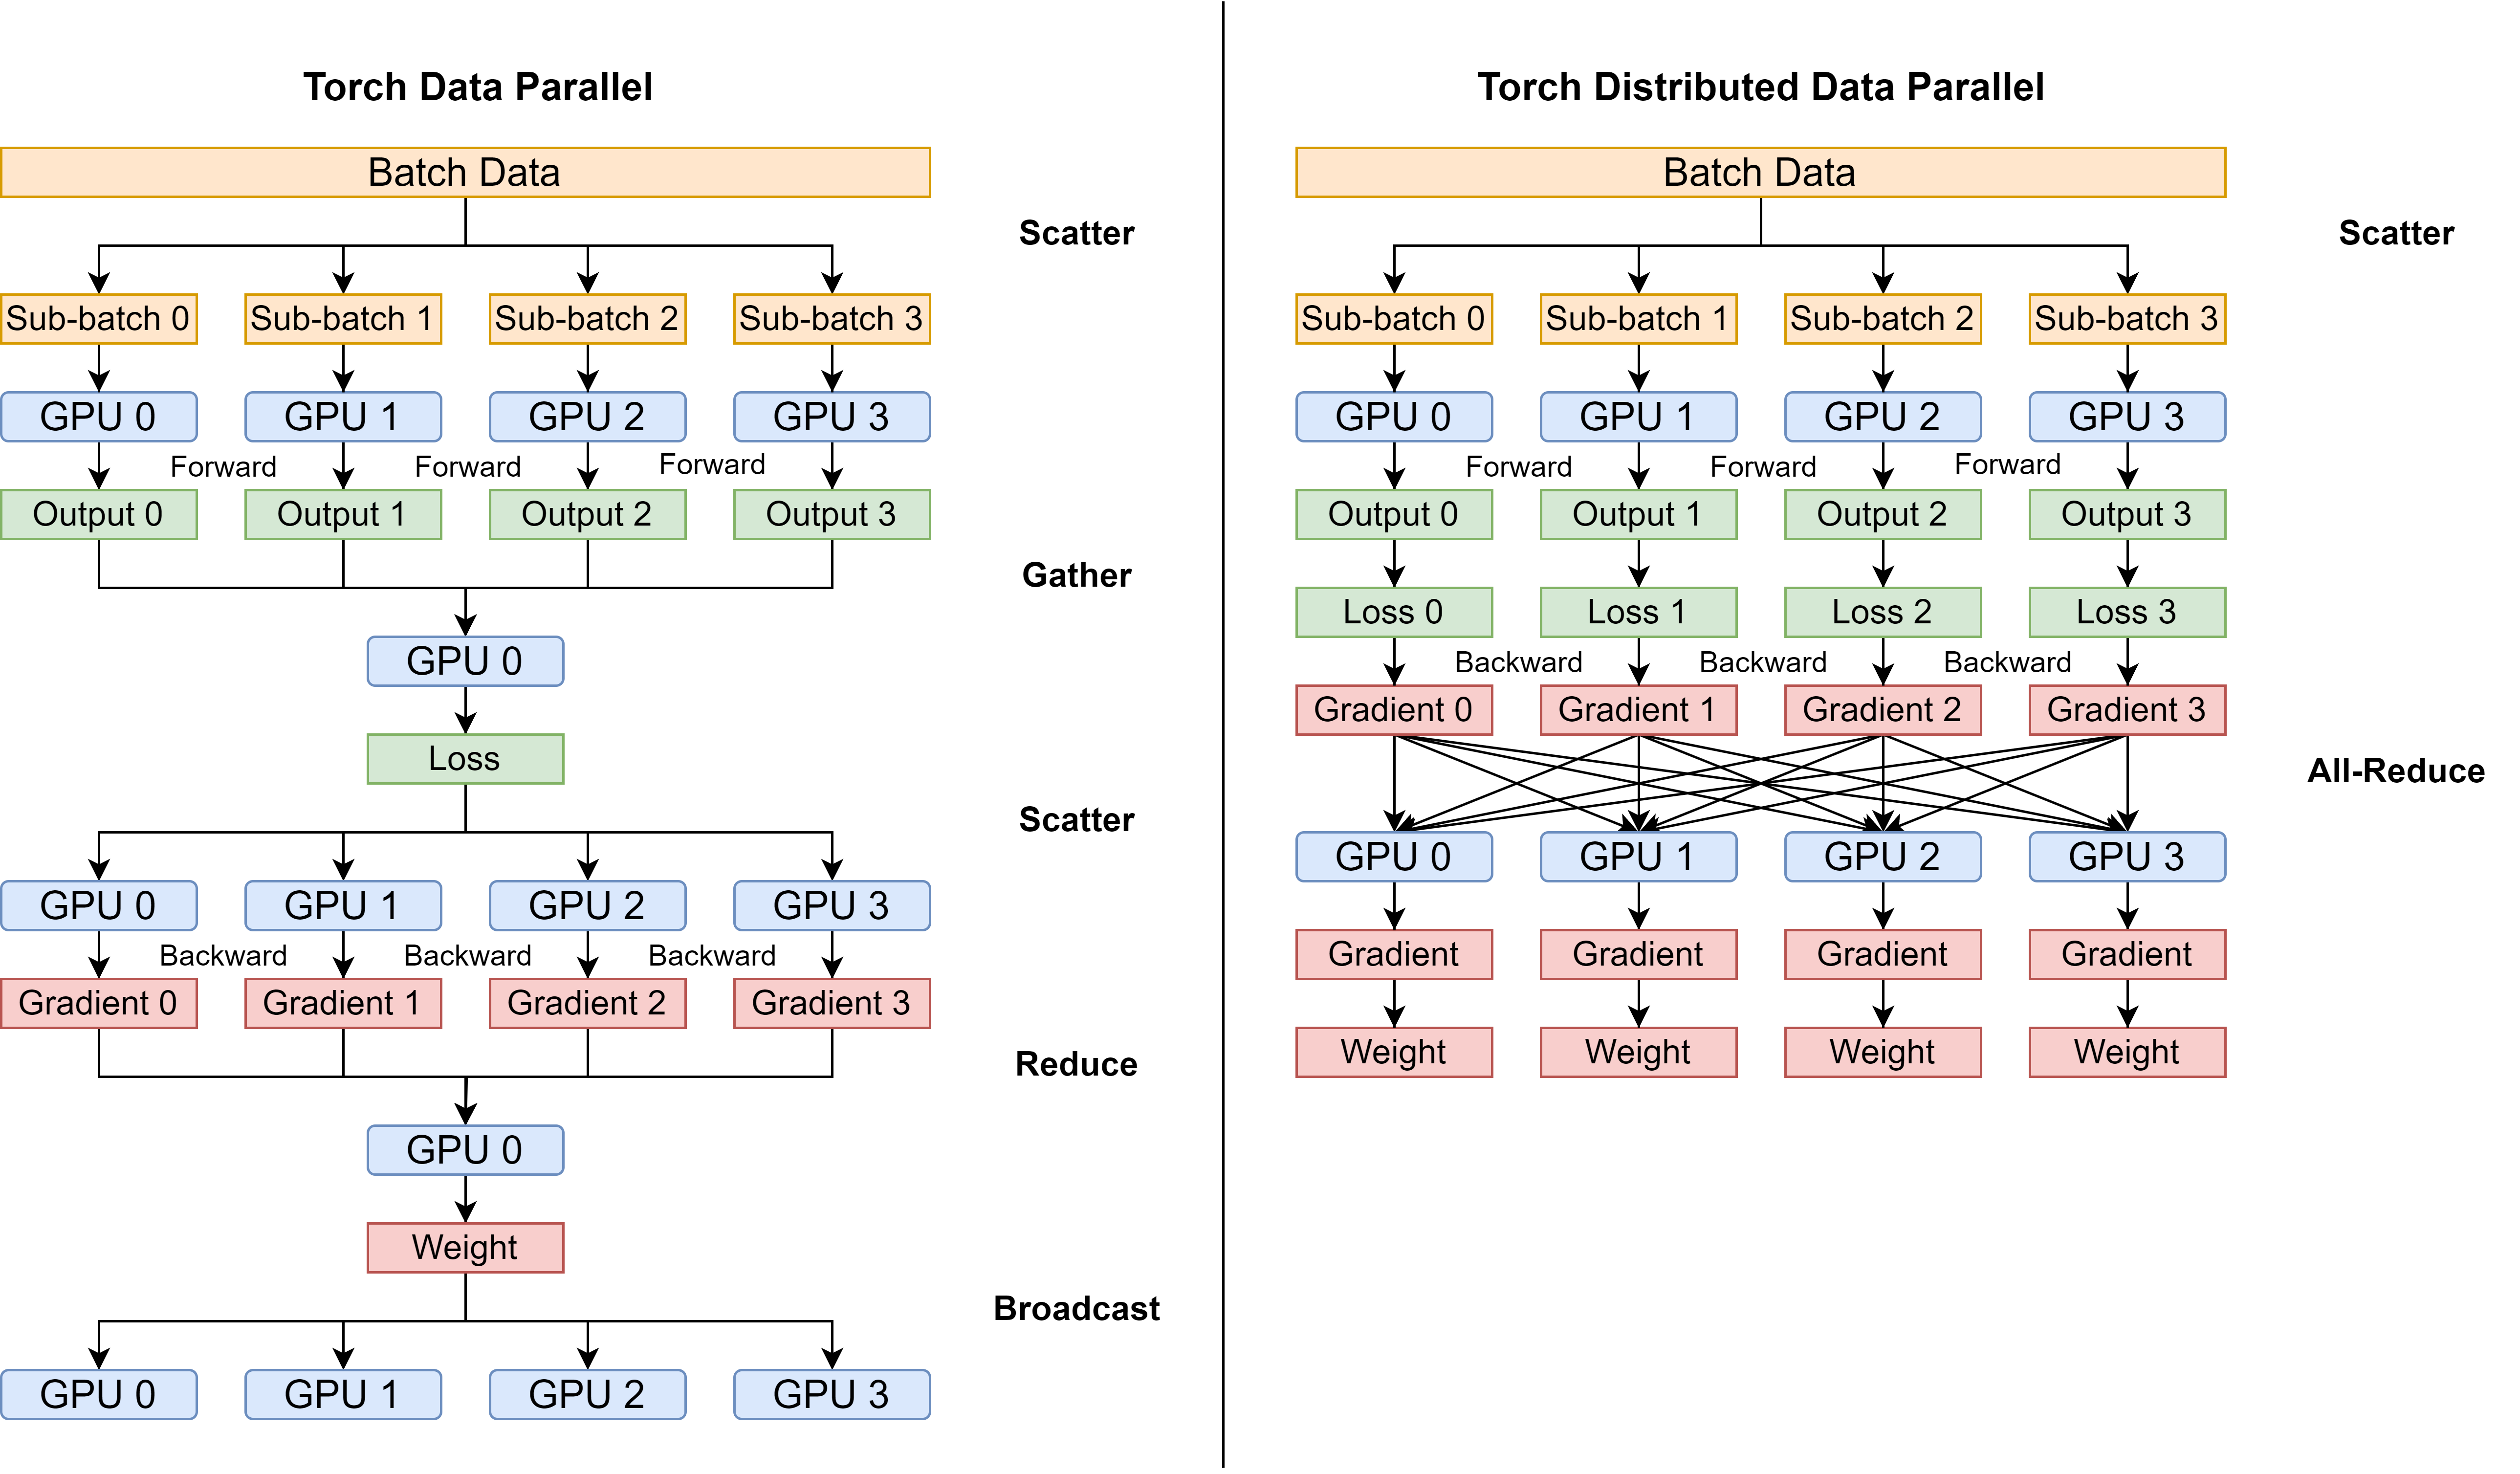 Torch Data Parallel
Batch Data
Scatter
Sub-batch 0
Sub-batch 1
Sub-batch 2
Sub-batch 3
GPU 0
GPU 1
GPU 2
GPU 3
Forward
Forward
Forward
Output 0
Output 1
Output 2
Output 3
Gather
GPU 0
Loss
Scatter
GPU 0
GPU 1
GPU 2
GPU 3
Backward
Backward
Backward
Gradient 0
Gradient 1
Gradient 2
Gradient 3
Reduce
GPU 0
Weight
Broadcast
GPU 0
GPU 1
GPU 2
GPU 3
Torch Distributed Data Parallel
Batch Data
Scatter
Sub-batch 0
Sub-batch 1
Sub-batch 2
Sub-batch 3
GPU 0
GPU 1
GPU 2
GPU 3
Forward
Forward
Forward
Output 0
Output 1
Output 2
Output 3
Loss 0
Loss 1
Loss 2
Loss 3
Backward
Backward
Backward
Gradient 0
Gradient 1
Gradient 2
Gradient 3
All-Reduce
GPU 0
GPU 1
GPU 2
GPU 3
Gradient
Gradient
Gradient
Gradient
Weight
Weight
Weight
Weight